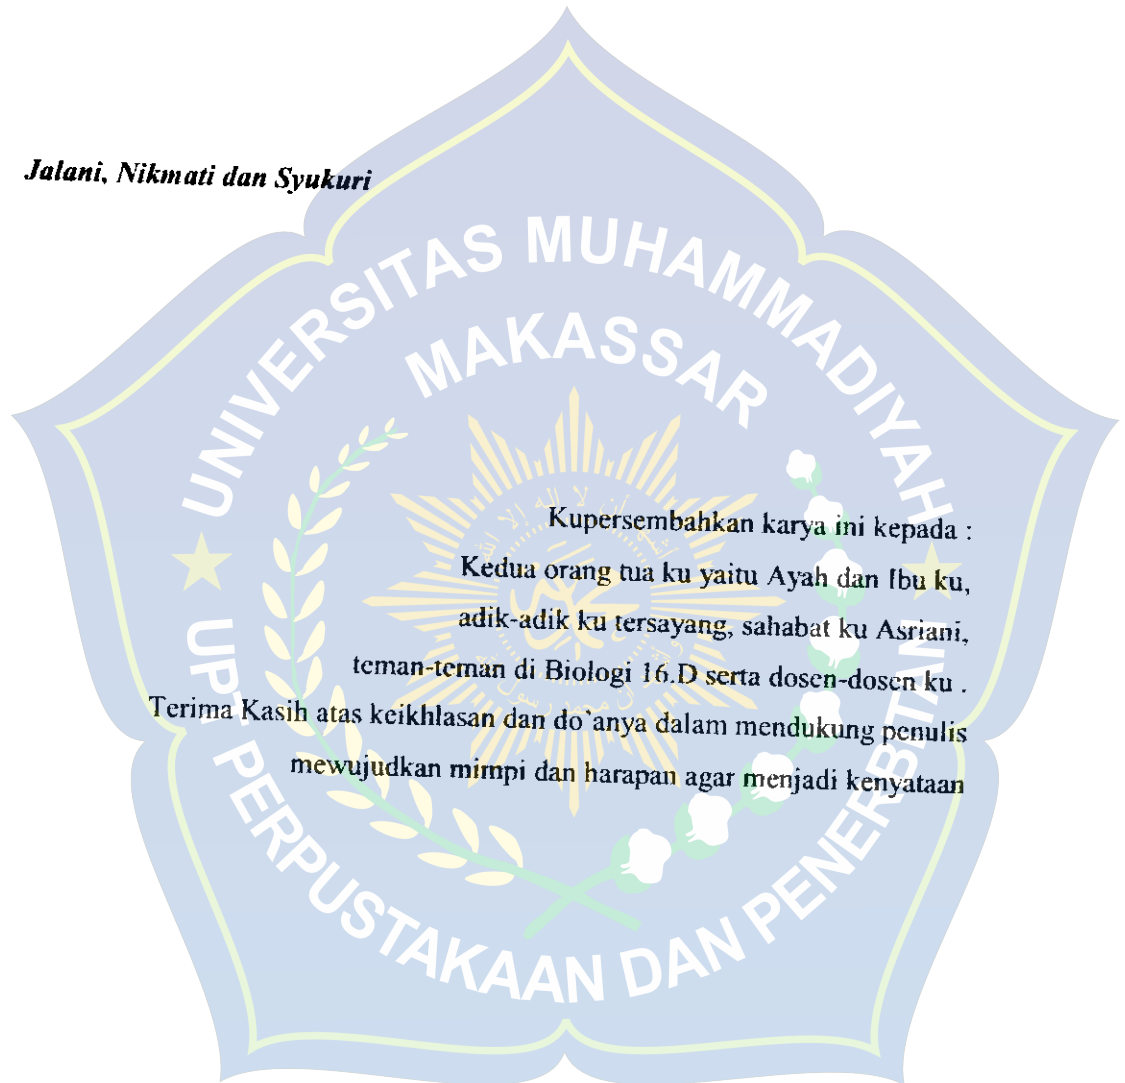 Jalani, Nikmati dan Syukuri
UNIVERSITAS MUHAMMADIYAH
MAKASSAR
Kupersembahkan karya ini kepada :
Kedua orang tua ku yaitu Ayah dan Ibu ku,
adik-adik ku tersayang, sahabat ku Asriani,
teman-teman di Biologi 16.D serta dosen-dosen ku .
Terima Kasih atas keikhlasan dan do`anya dalam mendukung penulis
mewujudkan mimpi dan harapan agar menjadi kenyataan
UPT PERPUSTAKAAN DAN PENERBITAN